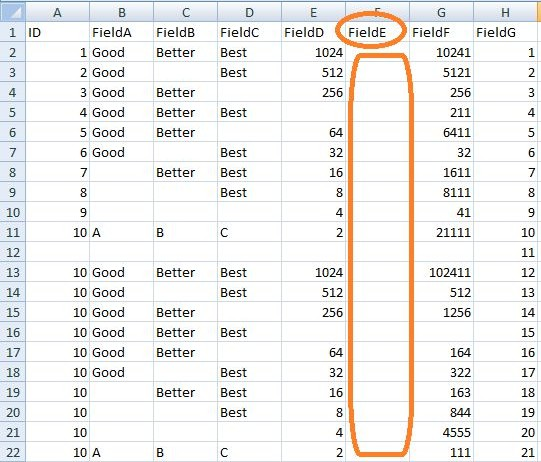 A B C D E F G H
1 ID FieldA FieldB FieldC FieldD FieldE FieldF FieldG
2 1 Good Better Best 1024 10241 1
3 2 Good Best 512 5121 2
4 3 Good Better 256 256 3
5 4 Good Better Best 211 4
6 5 Good Better 64 6411 5
7 6 Good Best 32 32 6
8 7 Better Best 16 1611 7
9 8 Best 8 8111 8
10 9 4 41 9
11 10 A B C 2 21111 10
12 11
13 10 Good Better Best 1024 102411 12
14 10 Good Best 512 512 13
15 10 Good Better 256 1256 14
16 10 Good Better Best 15
17 10 Good Better 64 164 16
18 10 Good Best 32 322 17
19 10 Better Best 16 163 18
20 10 Best 8 844 19
21 10 4 4555 20
22 10 A B C 2 111 21